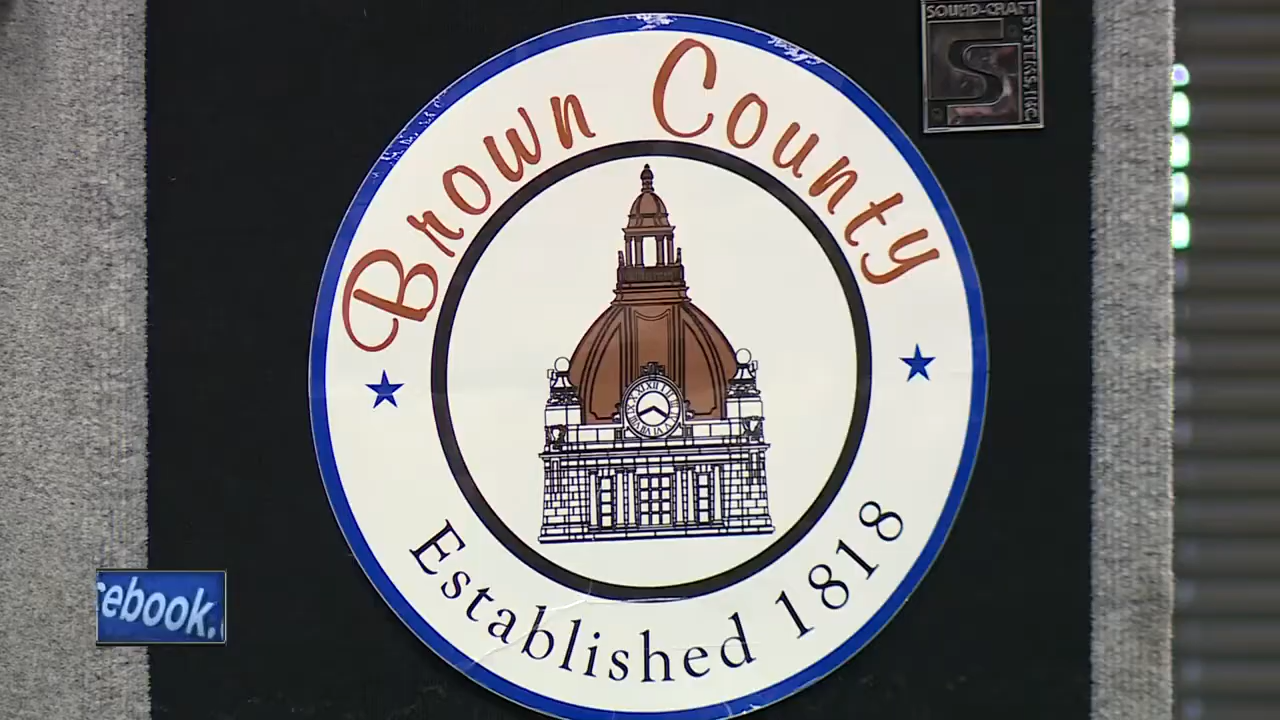 Brown County
Established 1818
SOUND-CRAFT
SYSTEMS, INC.
S
ebook.